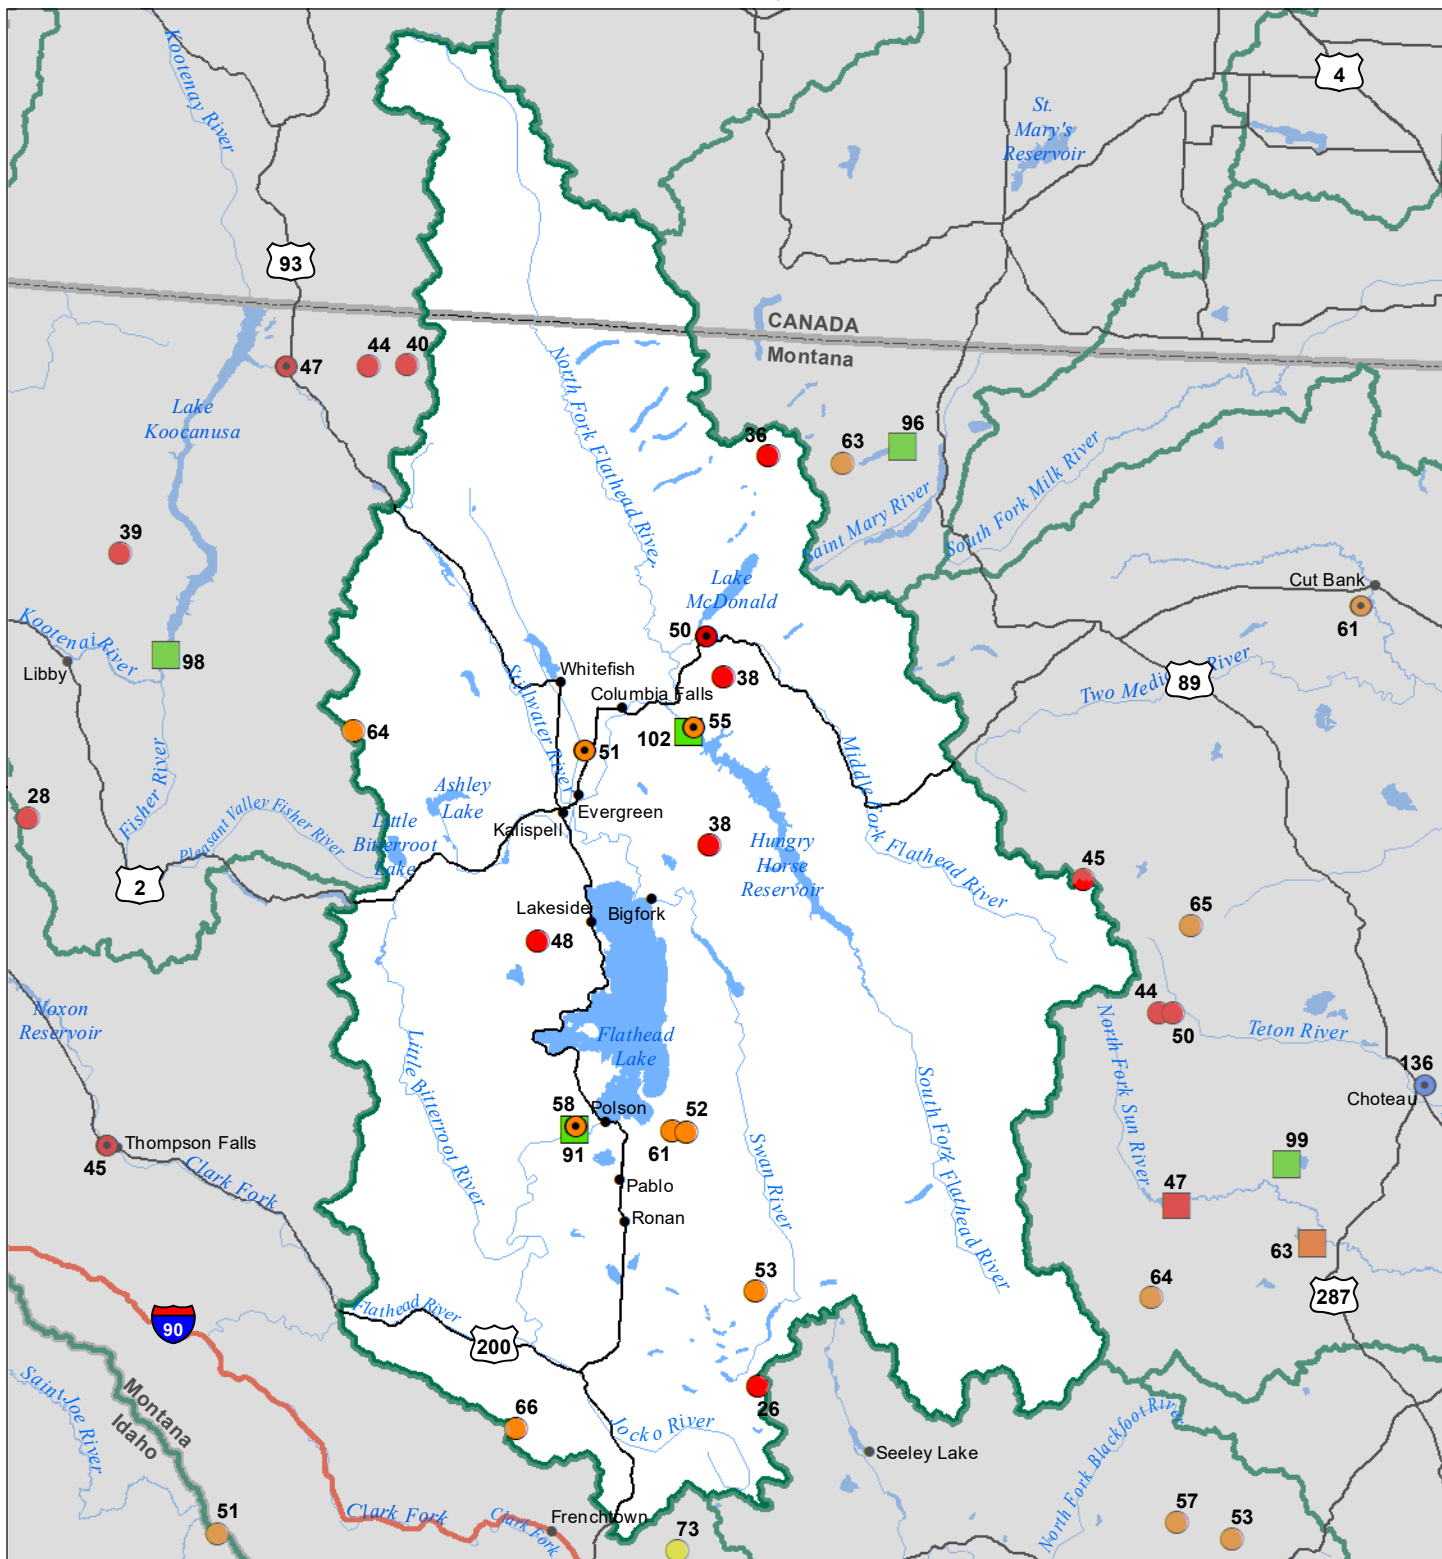 4
Kootenay River
St.
Mary's
Reservoir
93
CANADA
Montana
47
44
40
North Fork Flathead River
Lake
Koocanusa
36
63
96
Saint Mary River
South Fork Milk River
39
Lake
McDonald
Cut Bank
61
Kootenai River
Libby
98
50
Whitefish
38
Columbia Falls
Two Medicine River
89
64
Stillwater River
55
102
51
Middle Fork Flathead River
28
Fisher River
Pleasant Valley Fisher River
Ashley
Lake
Little
Bitterroot
Lake
Evergreen
Kalispell
38
Hungry
Horse
Reservoir
2
45
Lakeside
Bigfork
65
48
Noxon
Reservoir
44
50
North Fork Sun River
Teton River
Flathead
Lake
Little Bitterroot River
South Fork Flathead River
136
Choteau
58
Polson
52
91
61
Swan River
Thompson Falls
45
Clark Fork
99
Pablo
47
Ronan
63
53
64
287
Flathead River
90
200
Montana
Idaho
Saint Joe River
26
66
Jocko River
Seeley Lake
North Fork Blackfoot River
51
Clark Fork
Clark Fork
Frenchtown
73
57
53